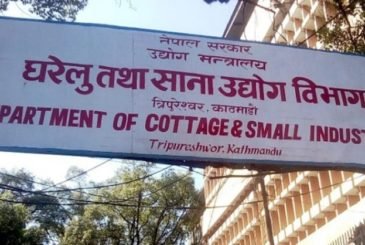 नेपाल सरकार
उद्योग मन्त्रालय
घरेलु तथा साना उद्योग विभाग
त्रिपुरेश्वर, काठमाडौ
PARTMENT OF COTTAGE & SMALL INDUST
Tripureshwor, Kathmandu